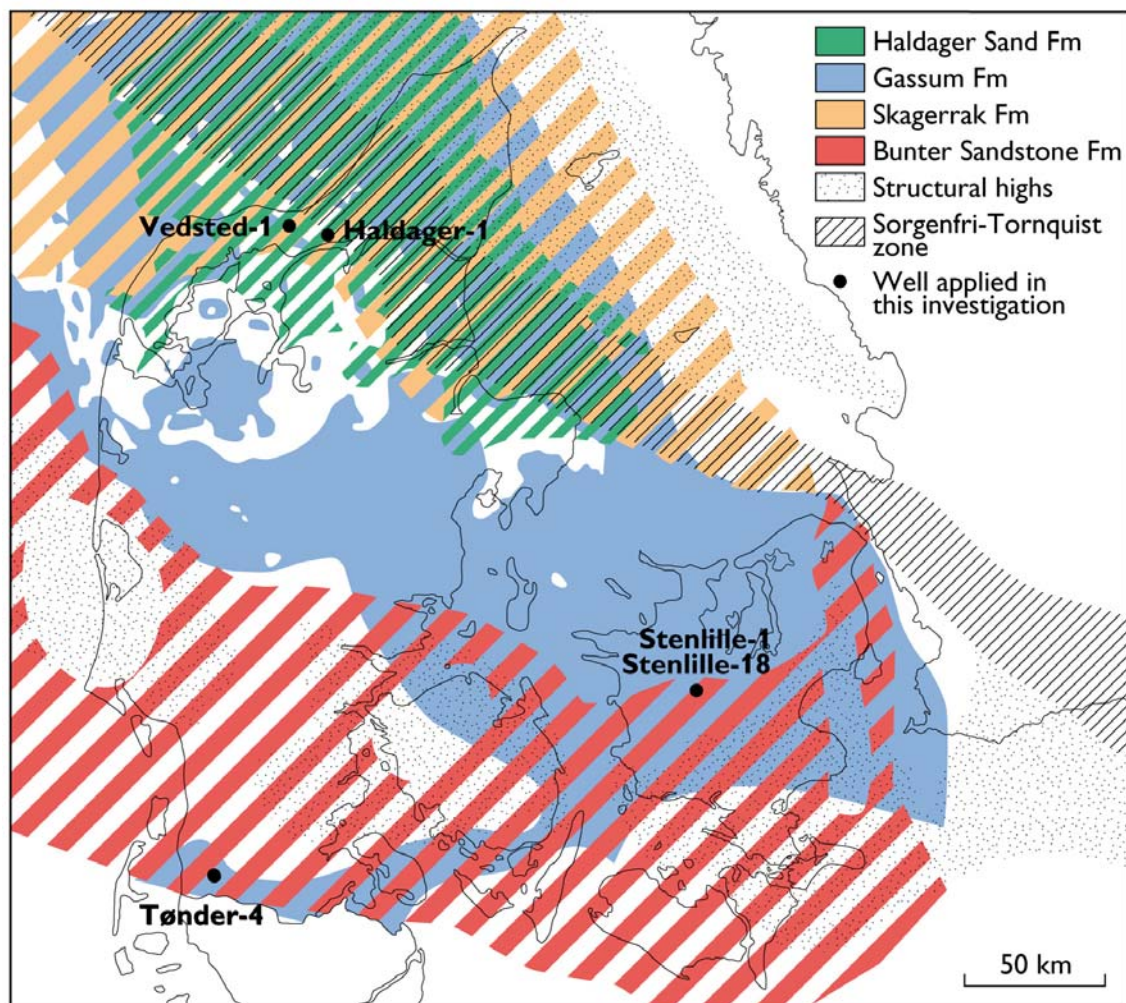 Haldager Sand Fm
Gassum Fm
Skagerrak Fm
Bunter Sandstone Fm
Structural highs
Sorgenfri-Tornquist
zone
Well applied in
this investigation
Vedsted-1
Haldager-1
Stenlille-1
Stenlille-18
Tønder-4
50 km